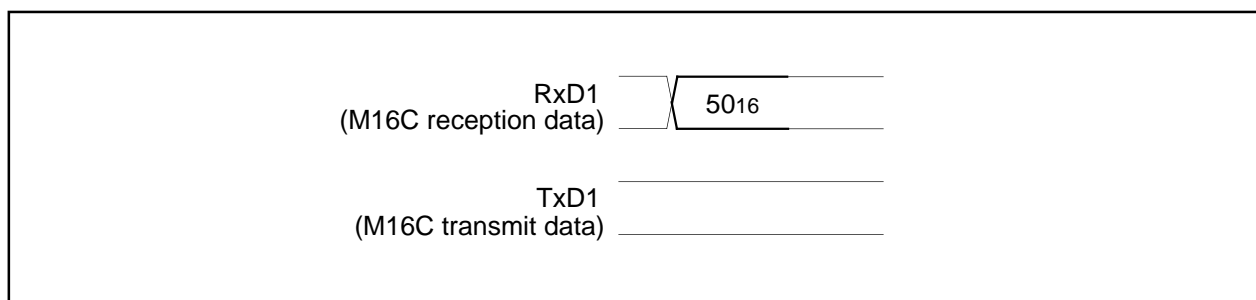 RxD1
(M16C reception data)
5016
TxD1
(M16C transmit data)